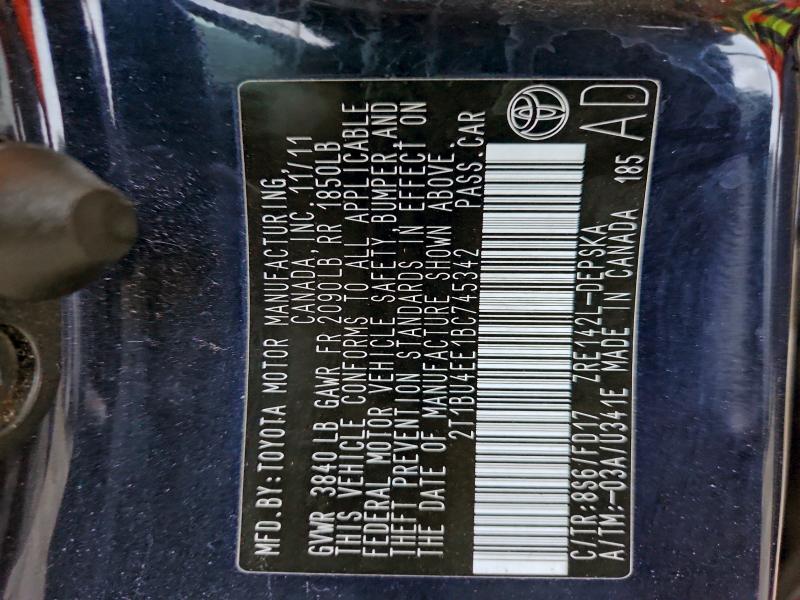 MFD.BY:TOYOTA MOTOR MANUFACTURING,
CANADA, INC. 11/11
GVWR 3840LB GAWR FR 2090LB RR 1850LB
THIS VEHICLE CONFORMS TO ALL APPLICABLE
FEDERAL MOTOR VEHICLE SAFETY, BUMPER, AND
THEFT PREVENTION STANDARDS IN EFFECT ON
THE DATE OF MANUFACTURE SHOWN ABOVE.
2T1BU4EE1BC745342 PASS.CAR
C/TR:8S6/FD17 ZRE142L-DEPSKA
A/TM:-03A/U341E MADE IN CANADA 185
AD